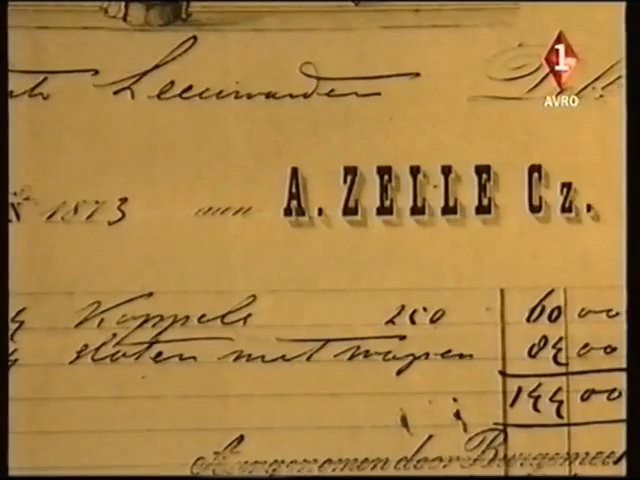 1
AVRO
Leeuwarden
1873 aan A. ZELLE Cz.
Koppels 250 60 00
sloten met wapen 84 00
144 00
Aangenomen door Burgemee